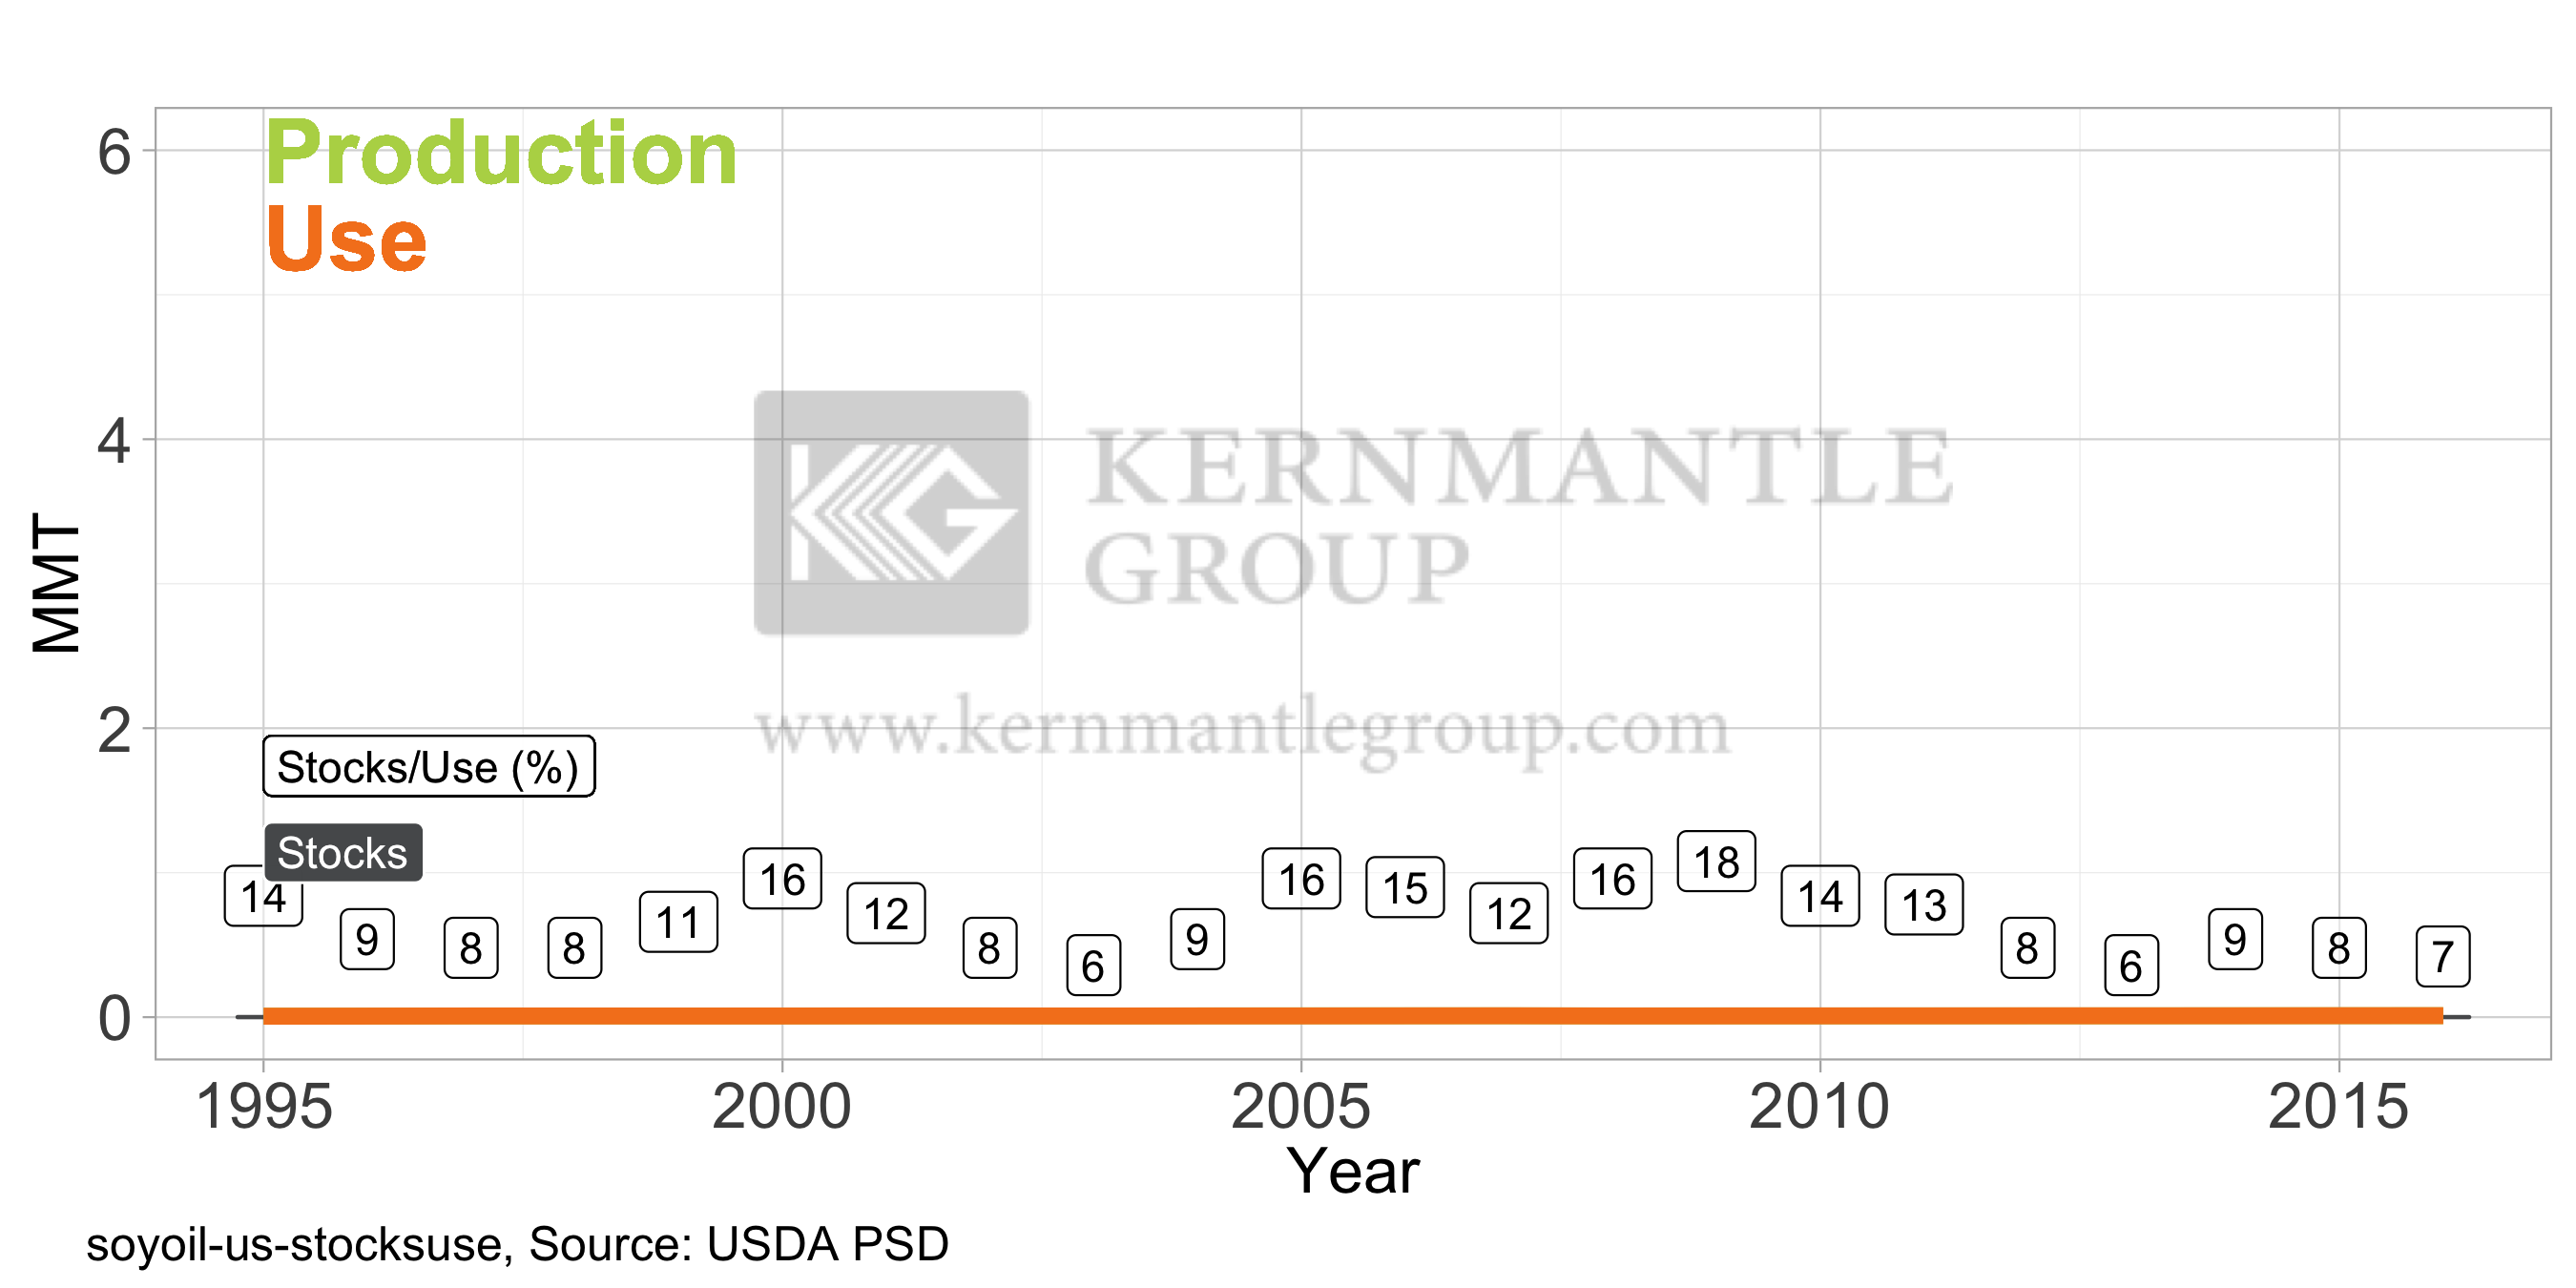 Production
Use
6
4
2
0
MMT
KG KERNMANTLE
GROUP
www.kernmantlegroup.com
Stocks/Use (%)
Stocks
14 9 8 8 11 16 12 8 6 9 16 15 12 16 18 14 13 8 6 9 8 7
1995 2000 2005 2010 2015
Year
soyoil-us-stocksuse, Source: USDA PSD